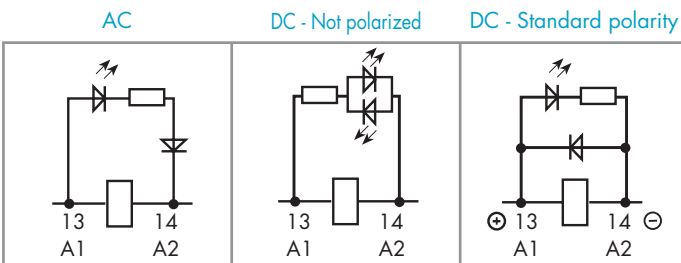 AC
DC - Not polarized
DC - Standard polarity
13 14
A1 A2
13 14
A1 A2
+ 13 14 −
A1 A2